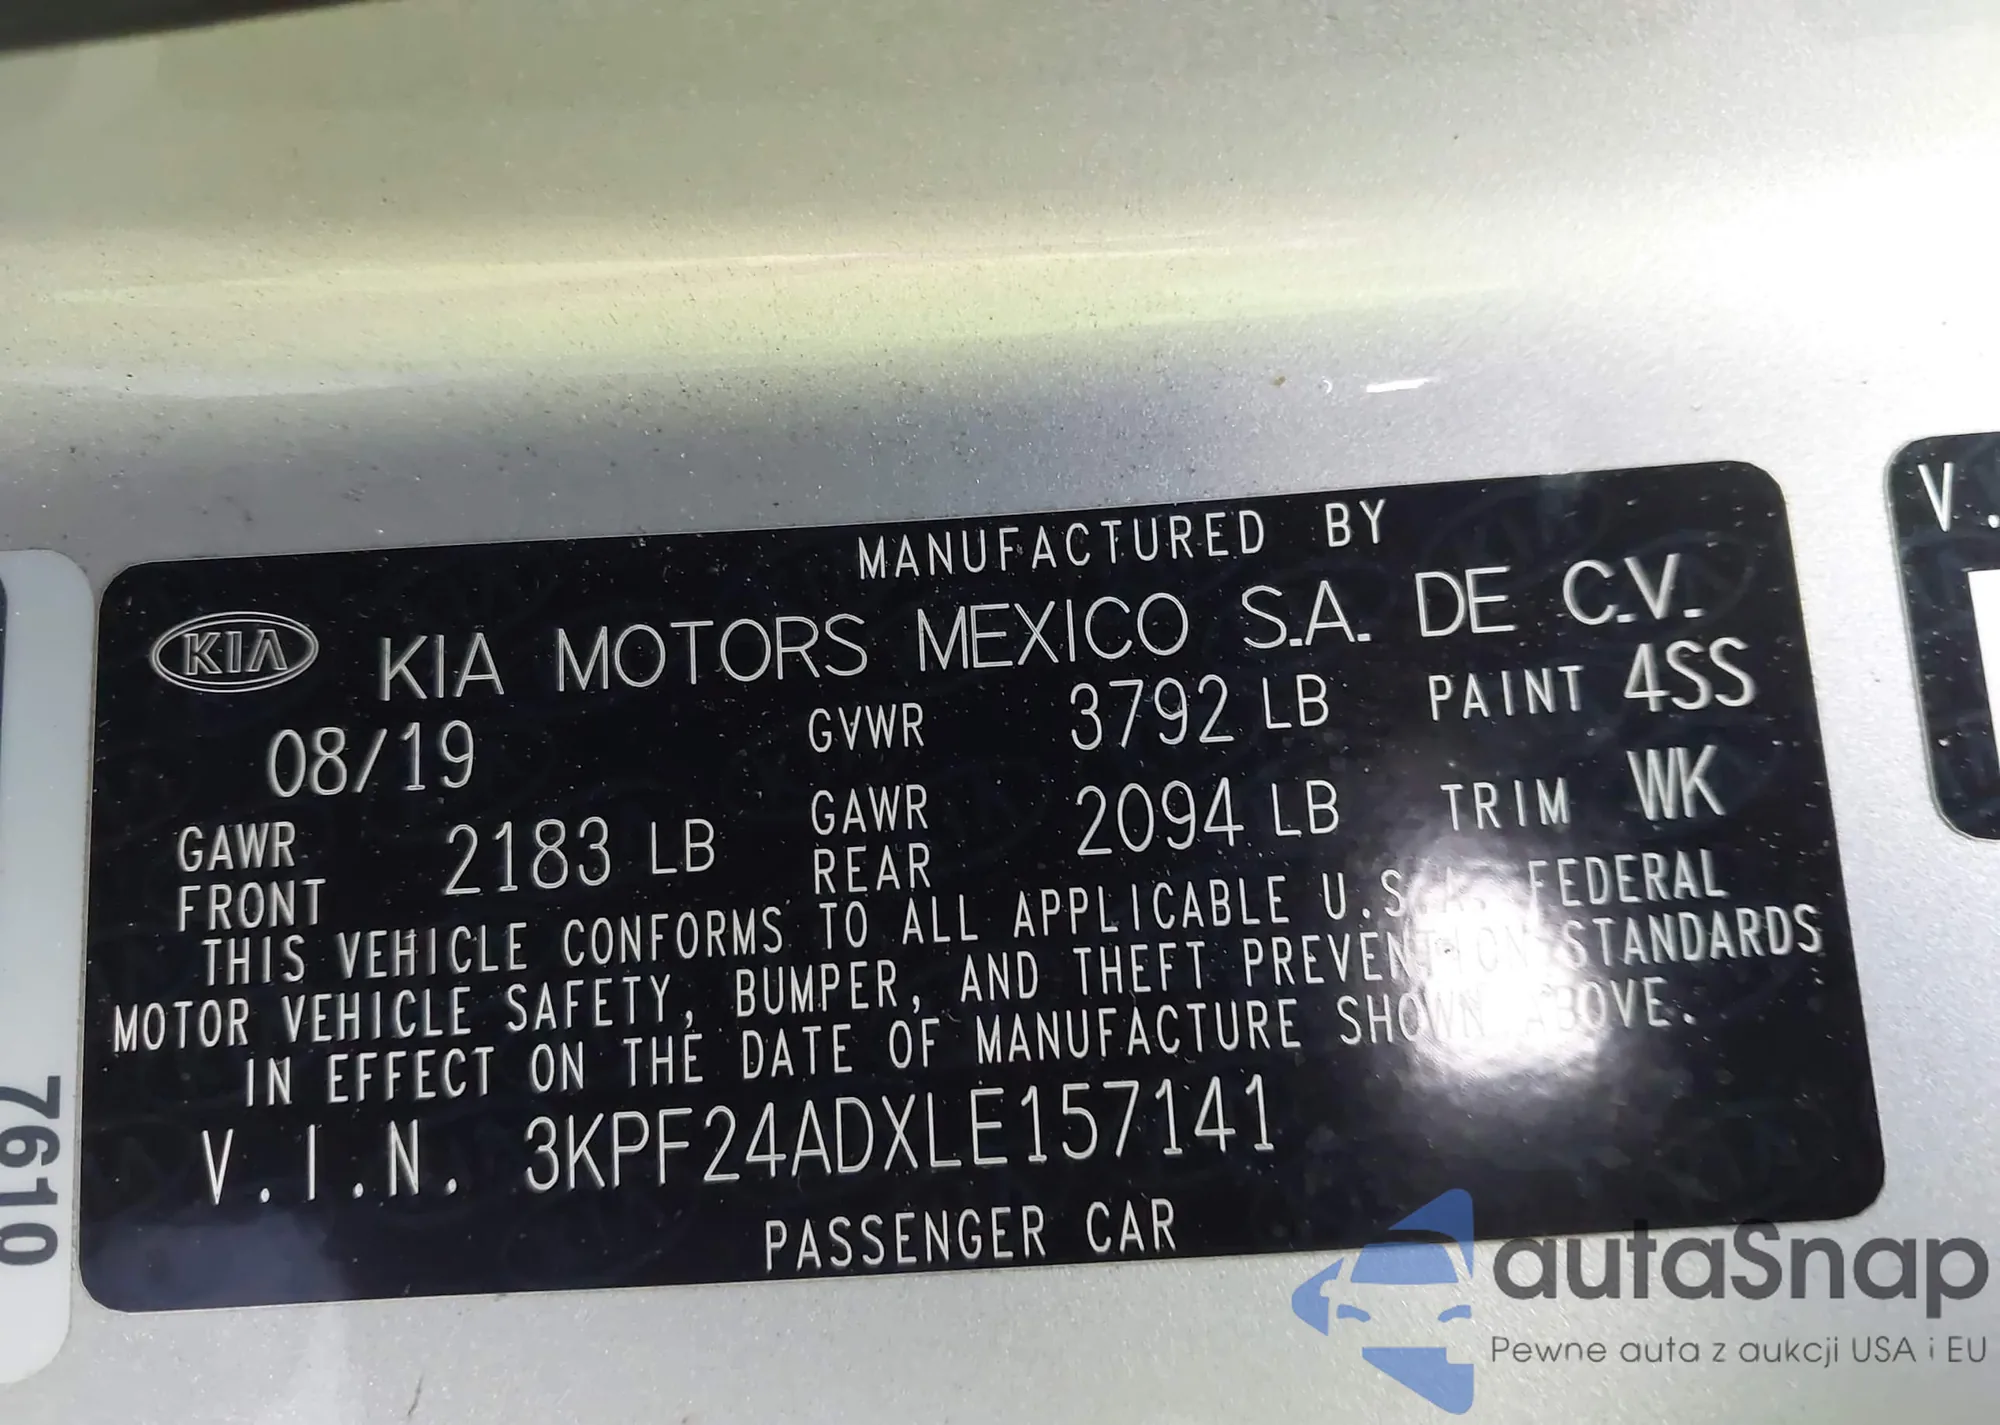 MANUFACTURED BY
KIA KIA MOTORS MEXICO S.A. DE C.V.
08/19 GVWR 3792 LB PAINT 4SS
GAWR FRONT 2183 LB GAWR REAR 2094 LB TRIM WK
THIS VEHICLE CONFORMS TO ALL APPLICABLE U.S.A. FEDERAL
MOTOR VEHICLE SAFETY, BUMPER, AND THEFT PREVENTION STANDARDS
IN EFFECT ON THE DATE OF MANUFACTURE SHOWN ABOVE.
V.I.N. 3KPF24ADXLE157141
PASSENGER CAR
7610
V.
autaSnap
Pewne auta z aukcji USA i EU